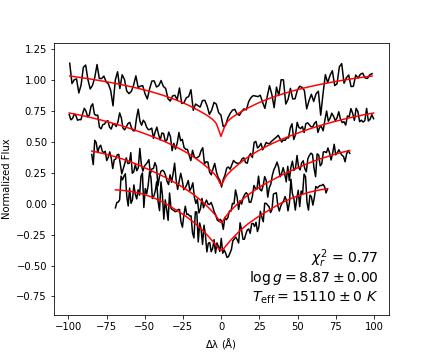 1.25
1.00
0.75
0.50
0.25
0.00
−0.25
−0.50
−0.75
Normalized Flux
χ²ᵣ = 0.77
log g = 8.87 ± 0.00
T_eff = 15110 ± 0 K
−100 −75 −50 −25 0 25 50 75 100
Δλ (Å)